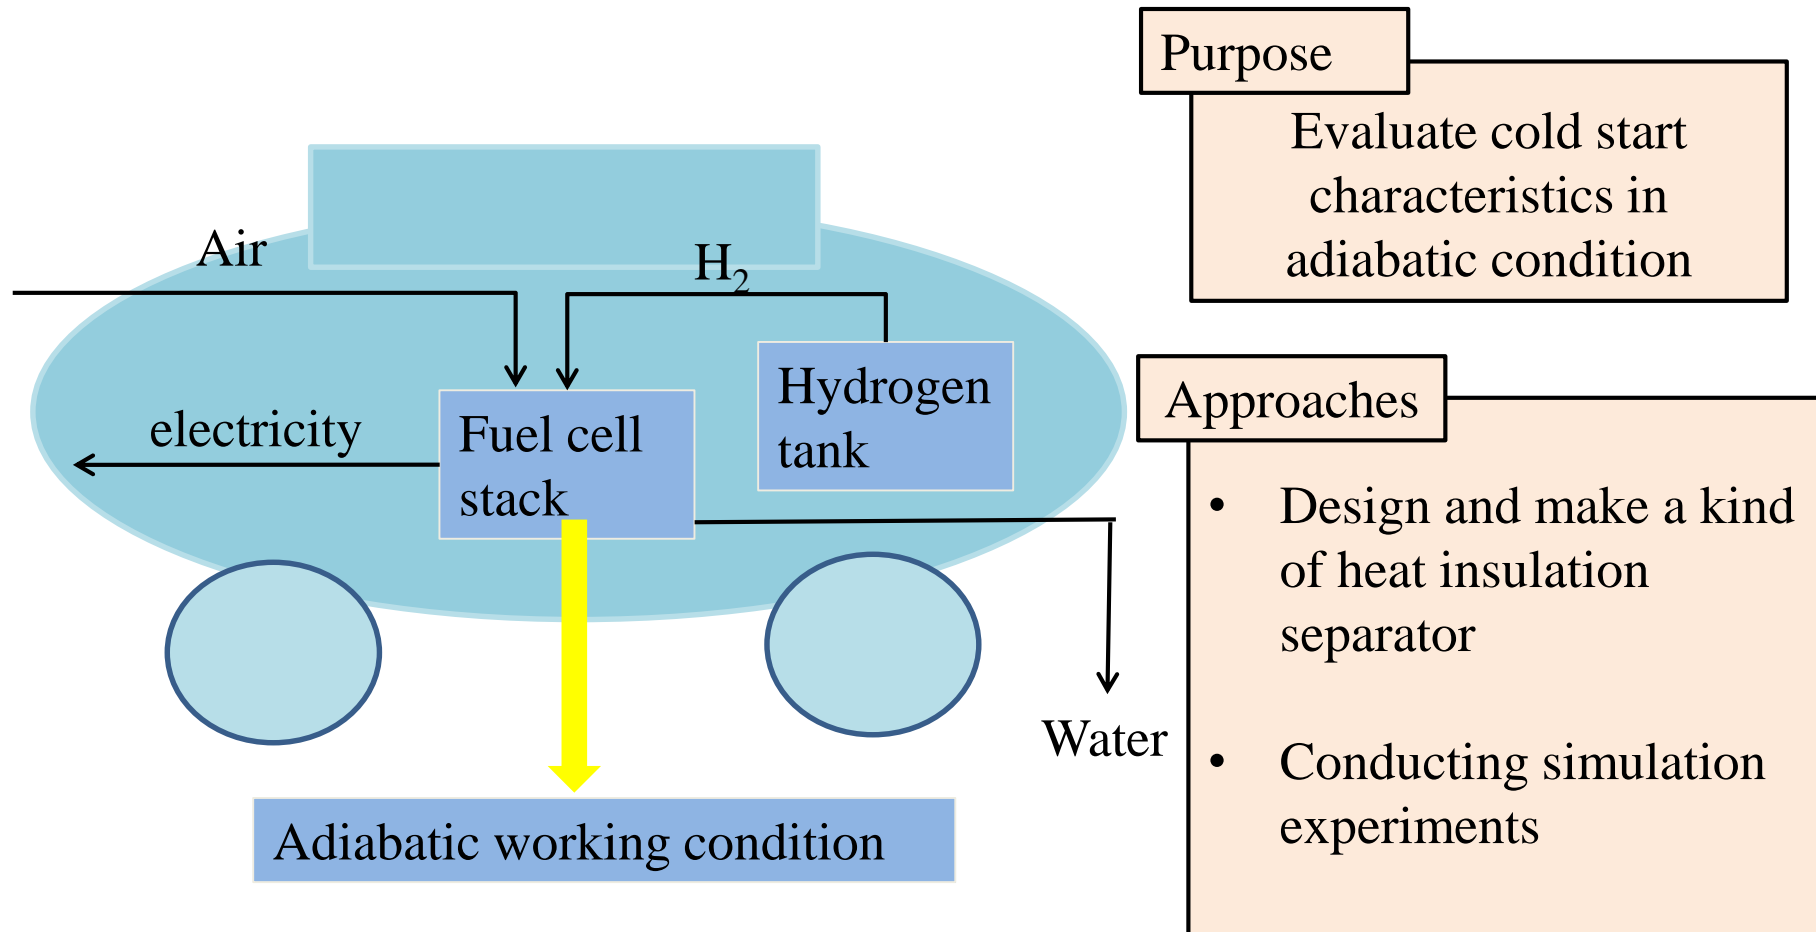 Purpose
Evaluate cold start
characteristics in
adiabatic condition
Air
H₂
Hydrogen
tank
electricity
Fuel cell
stack
Water
Adiabatic working condition
Approaches
• Design and make a kind
of heat insulation
separator
• Conducting simulation
experiments